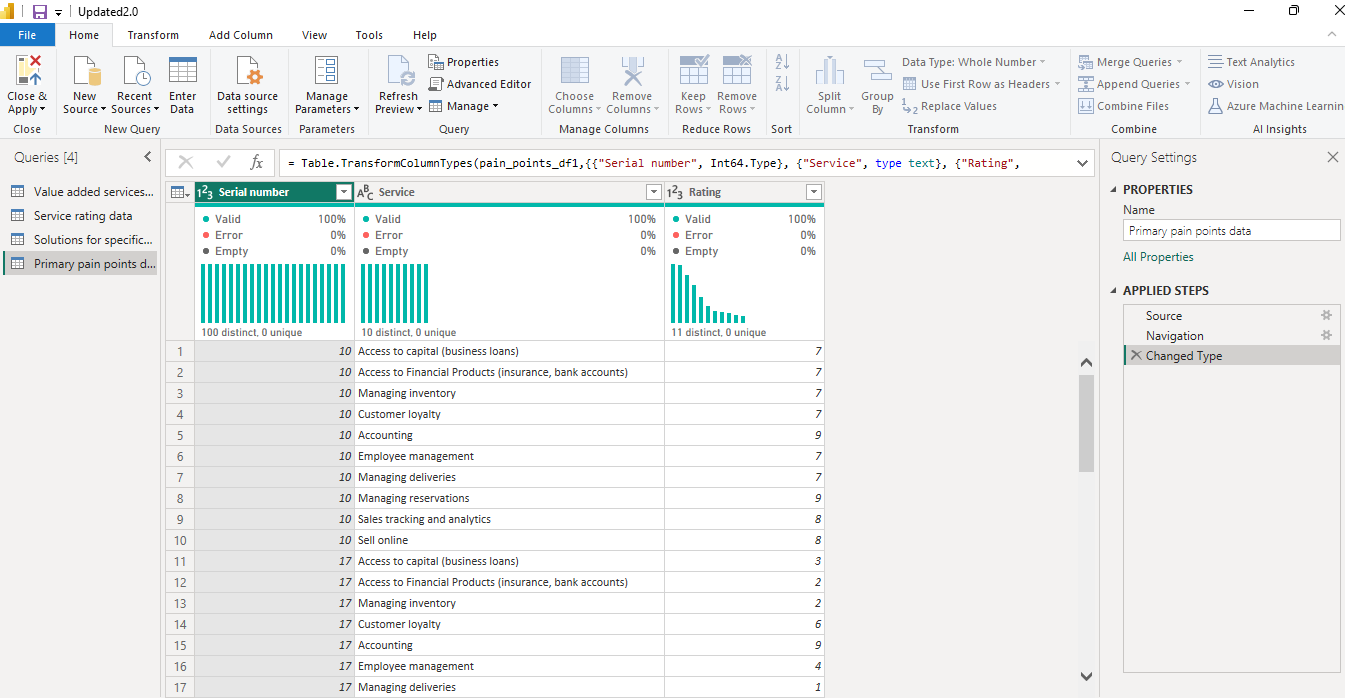 Updated2.0
File Home Transform Add Column View Tools Help
Close & Apply
Close
New Source
Recent Sources
Enter Data
New Query
Data source settings
Data Sources
Manage Parameters
Parameters
Refresh Preview
Properties
Advanced Editor
Manage
Query
Choose Columns
Remove Columns
Manage Columns
Keep Rows
Remove Rows
Reduce Rows
Sort
Split Column
Group By
Data Type: Whole Number
Use First Row as Headers
Replace Values
Transform
Merge Queries
Append Queries
Combine Files
Combine
Text Analytics
Vision
Azure Machine Learnin
AI Insights
Queries [4]
Value added services...
Service rating data
Solutions for specific...
Primary pain points d...
fx = Table.TransformColumnTypes(pain_points_df1,{{"Serial number", Int64.Type}, {"Service", type text}, {"Rating",
123 Serial number ABC Service 123 Rating
Valid 100% Valid 100% Valid 100%
Error 0% Error 0% Error 0%
Empty 0% Empty 0% Empty 0%
100 distinct, 0 unique 10 distinct, 0 unique 11 distinct, 0 unique
1 10 Access to capital (business loans) 7
2 10 Access to Financial Products (insurance, bank accounts) 7
3 10 Managing inventory 7
4 10 Customer loyalty 7
5 10 Accounting 9
6 10 Employee management 7
7 10 Managing deliveries 7
8 10 Managing reservations 9
9 10 Sales tracking and analytics 8
10 10 Sell online 8
11 17 Access to capital (business loans) 3
12 17 Access to Financial Products (insurance, bank accounts) 2
13 17 Managing inventory 2
14 17 Customer loyalty 6
15 17 Accounting 9
16 17 Employee management 4
17 17 Managing deliveries 1
Query Settings
PROPERTIES
Name
Primary pain points data
All Properties
APPLIED STEPS
Source
Navigation
Changed Type